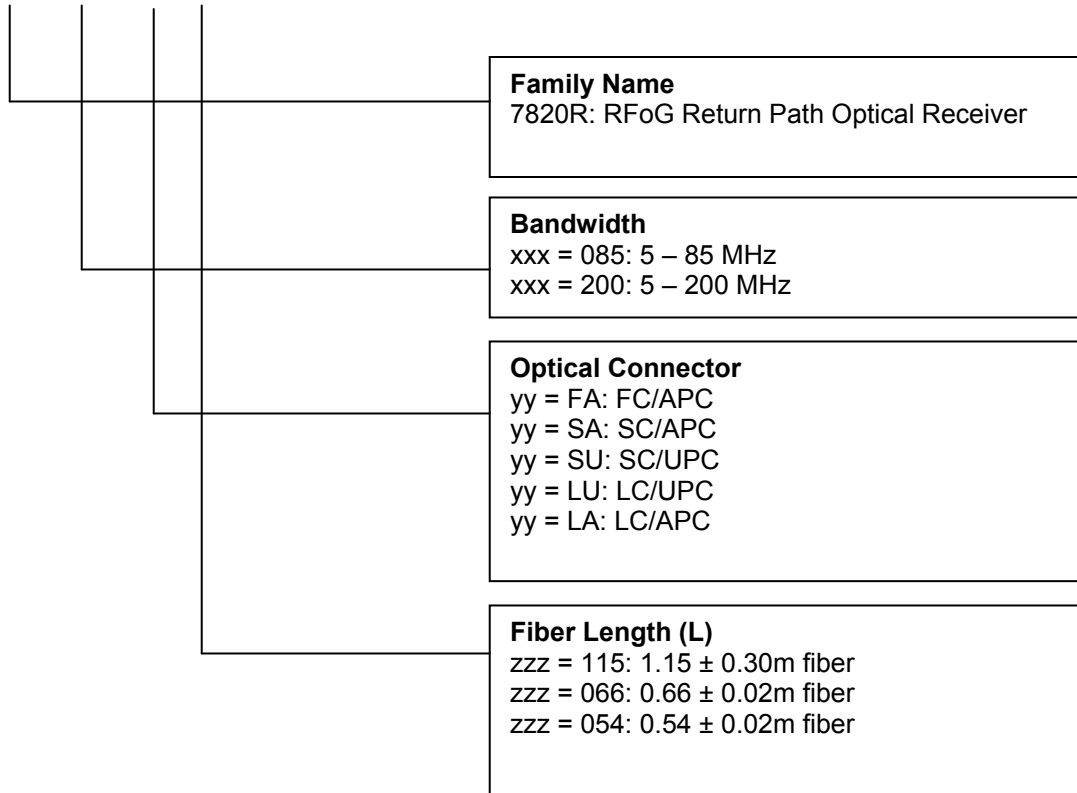 Family Name
7820R: RFoG Return Path Optical Receiver
Bandwidth
xxx = 085: 5 – 85 MHz
xxx = 200: 5 – 200 MHz
Optical Connector
yy = FA: FC/APC
yy = SA: SC/APC
yy = SU: SC/UPC
yy = LU: LC/UPC
yy = LA: LC/APC
Fiber Length (L)
zzz = 115: 1.15 ± 0.30m fiber
zzz = 066: 0.66 ± 0.02m fiber
zzz = 054: 0.54 ± 0.02m fiber